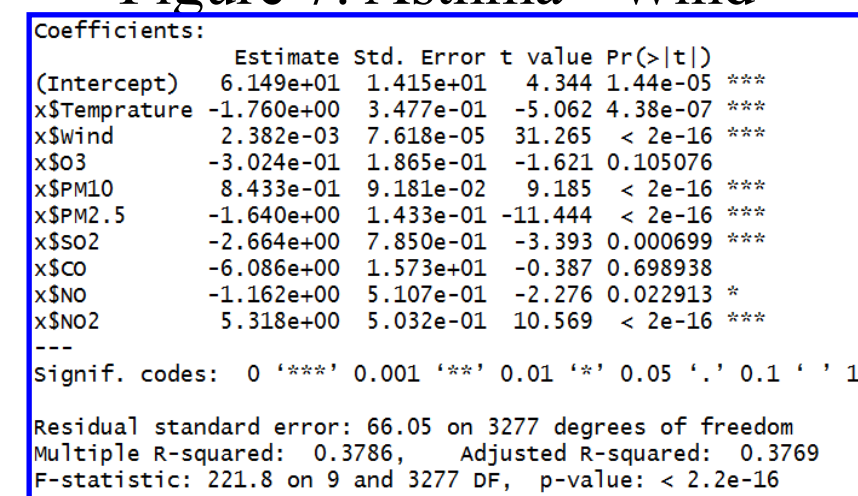 Figure 7: Asthma - Wind
Coefficients:
              Estimate Std. Error t value Pr(>|t|)
(Intercept)   6.149e+01  1.415e+01   4.344 1.44e-05 ***
x$Temprature -1.760e+00  3.477e-01  -5.062 4.38e-07 ***
x$Wind        2.382e-03  7.618e-05  31.265  < 2e-16 ***
x$O3         -3.024e-01  1.865e-01  -1.621 0.105076
x$PM10        8.433e-01  9.181e-02   9.185  < 2e-16 ***
x$PM2.5      -1.640e+00  1.433e-01 -11.444  < 2e-16 ***
x$SO2        -2.664e+00  7.850e-01  -3.393 0.000699 ***
x$CO         -6.086e+00  1.573e+01  -0.387 0.698938
x$NO         -1.162e+00  5.107e-01  -2.276 0.022913 *
x$NO2         5.318e+00  5.032e-01  10.569  < 2e-16 ***
---
Signif. codes:  0 ‘***’ 0.001 ‘**’ 0.01 ‘*’ 0.05 ‘.’ 0.1 ‘ ’ 1
Residual standard error: 66.05 on 3277 degrees of freedom
Multiple R-squared:  0.3786,    Adjusted R-squared:  0.3769
F-statistic: 221.8 on 9 and 3277 DF,  p-value: < 2.2e-16